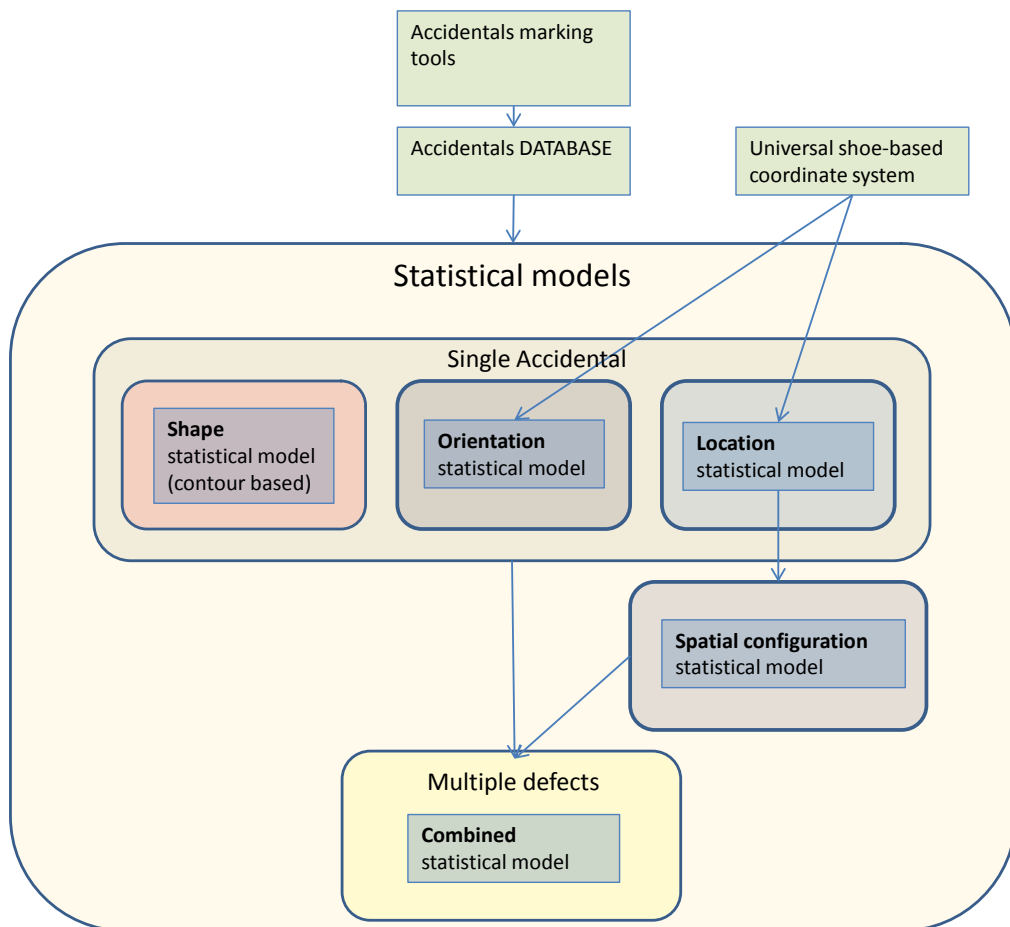 Accidentals marking
tools
Accidentals DATABASE
Universal shoe-based
coordinate system
Statistical models
Single Accidental
Shape
statistical model
(contour based)
Orientation
statistical model
Location
statistical model
Spatial configuration
statistical model
Multiple defects
Combined
statistical model